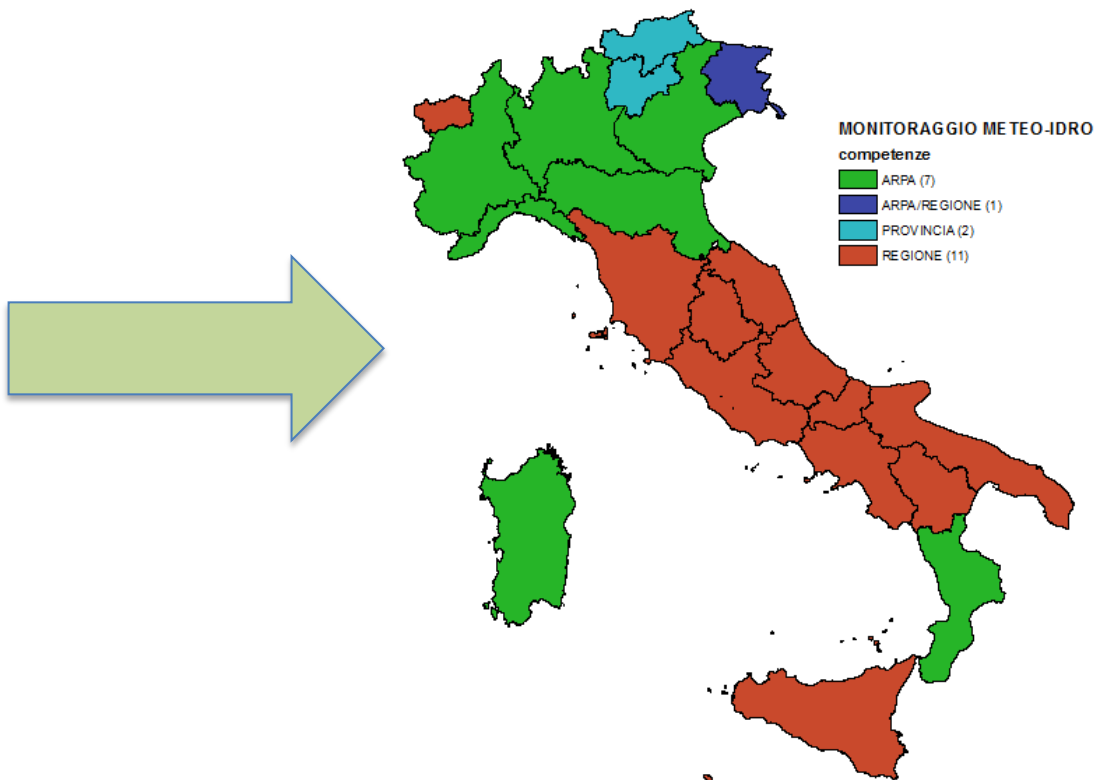 MONITORAGGIO METEO-IDRO
competenze
ARPA (7)
ARPA/REGIONE (1)
PROVINCIA (2)
REGIONE (11)